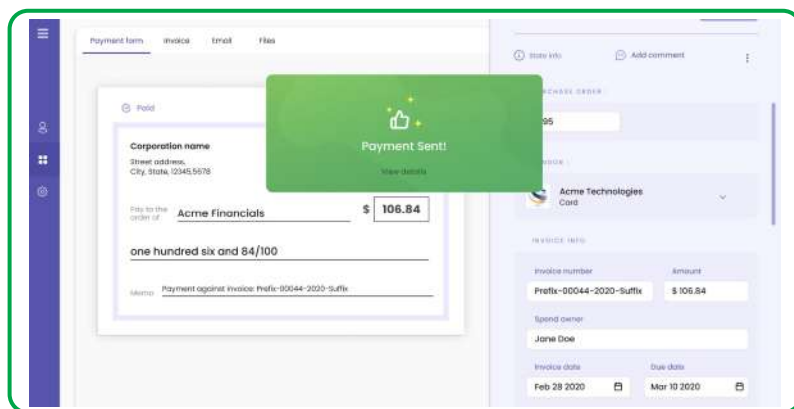 Payment form Invoice Email Files
Paid
Corporation name
Street address,
City, State, 12345,5678
Pay to the
order of
Acme Financials
$ 106.84
one hundred six and 84/100
Memo Payment against invoice: Prefix-00044-2020-Suffix
Payment Sent!
View details
State info Add comment
95
Acme Technologies
Card
INVOICE INFO
Invoice number Amount
Prefix-00044-2020-Suffix $ 106.84
Spend owner
Jane Doe
Invoice date Due date
Feb 28 2020 Mar 10 2020